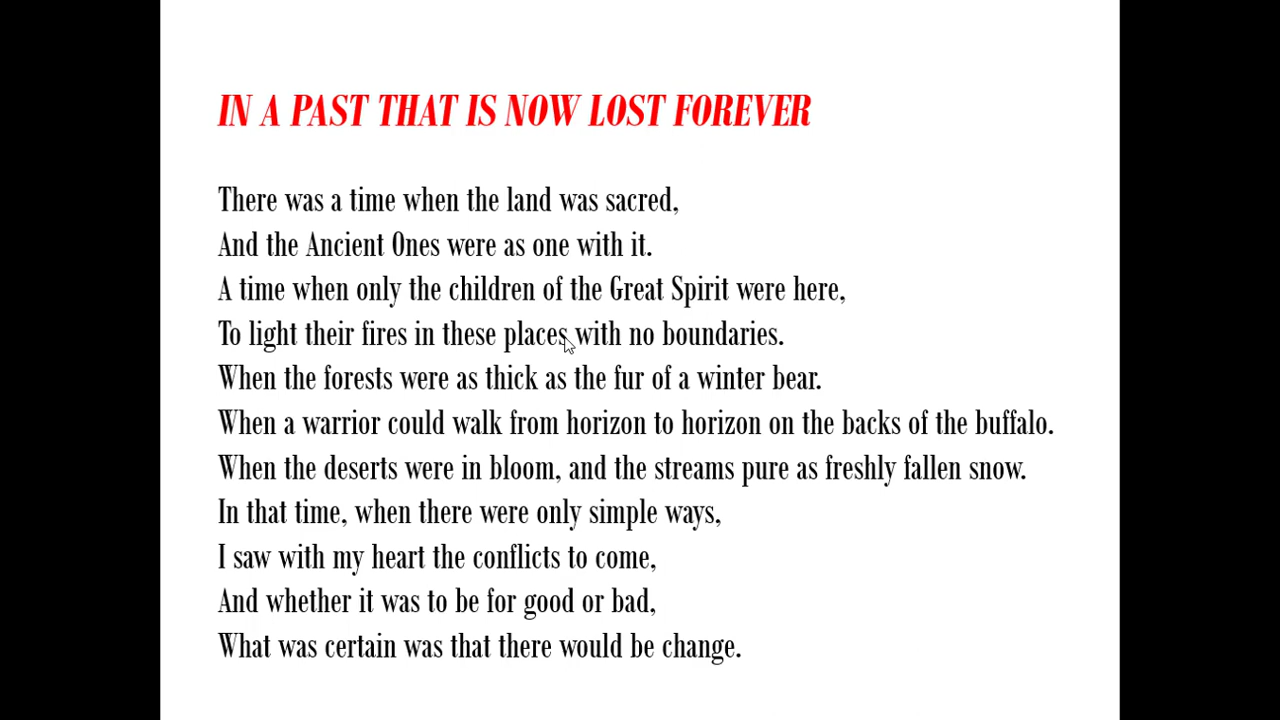 IN A PAST THAT IS NOW LOST FOREVER
There was a time when the land was sacred,
And the Ancient Ones were as one with it.
A time when only the children of the Great Spirit were here,
To light their fires in these places with no boundaries.
When the forests were as thick as the fur of a winter bear.
When a warrior could walk from horizon to horizon on the backs of the buffalo.
When the deserts were in bloom, and the streams pure as freshly fallen snow.
In that time, when there were only simple ways,
I saw with my heart the conflicts to come,
And whether it was to be for good or bad,
What was certain was that there would be change.